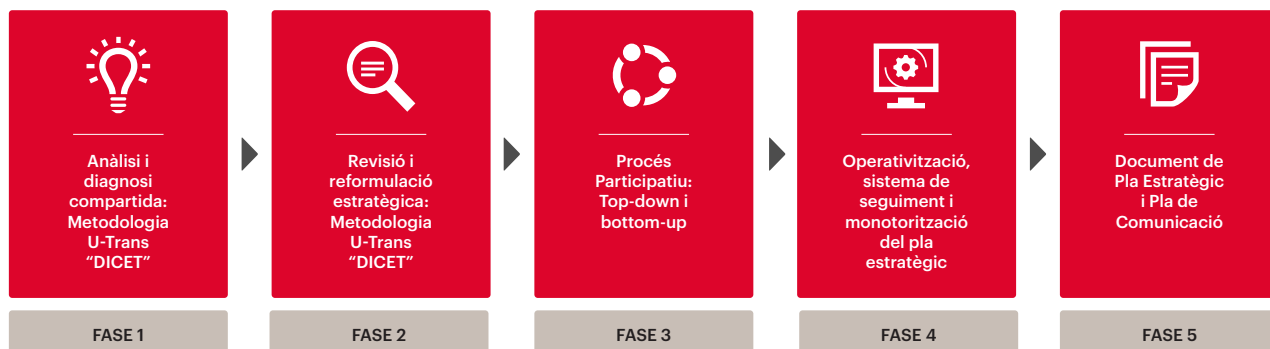 Anàlisi i
diagnosi
compartida:
Metodologia
U-Trans
“DICET”
Revisió i
reformulació
estratègica:
Metodologia
U-Trans
“DICET”
Procés
Participatiu:
Top-down i
bottom-up
Operativització,
sistema de
seguiment i
monotorització
del pla
estratègic
Document de
Pla Estratègic
i Pla de
Comunicació
FASE 1
FASE 2
FASE 3
FASE 4
FASE 5